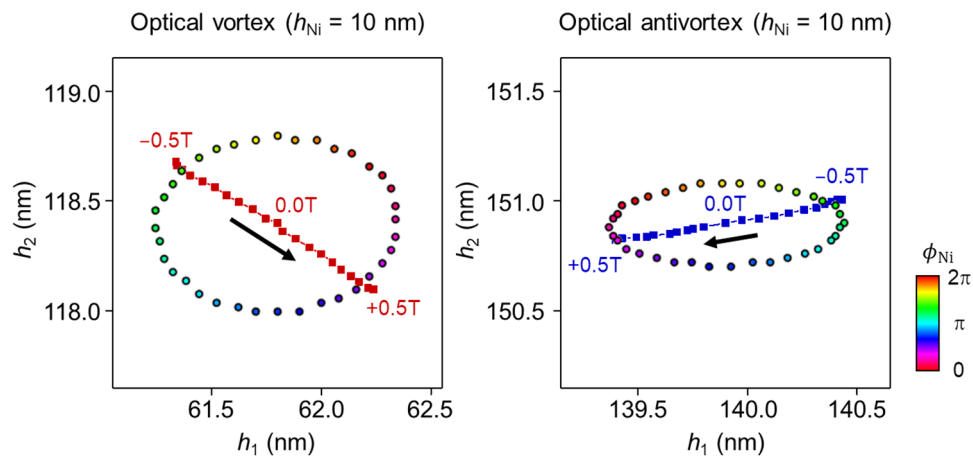 Optical vortex (hNi = 10 nm)
119.0
118.5
118.0
h2 (nm)
−0.5T
0.0T
+0.5T
61.5
62.0
62.5
h1 (nm)
Optical antivortex (hNi = 10 nm)
151.5
151.0
150.5
h2 (nm)
−0.5T
0.0T
+0.5T
139.5
140.0
140.5
h1 (nm)
ϕNi
2π
π
0